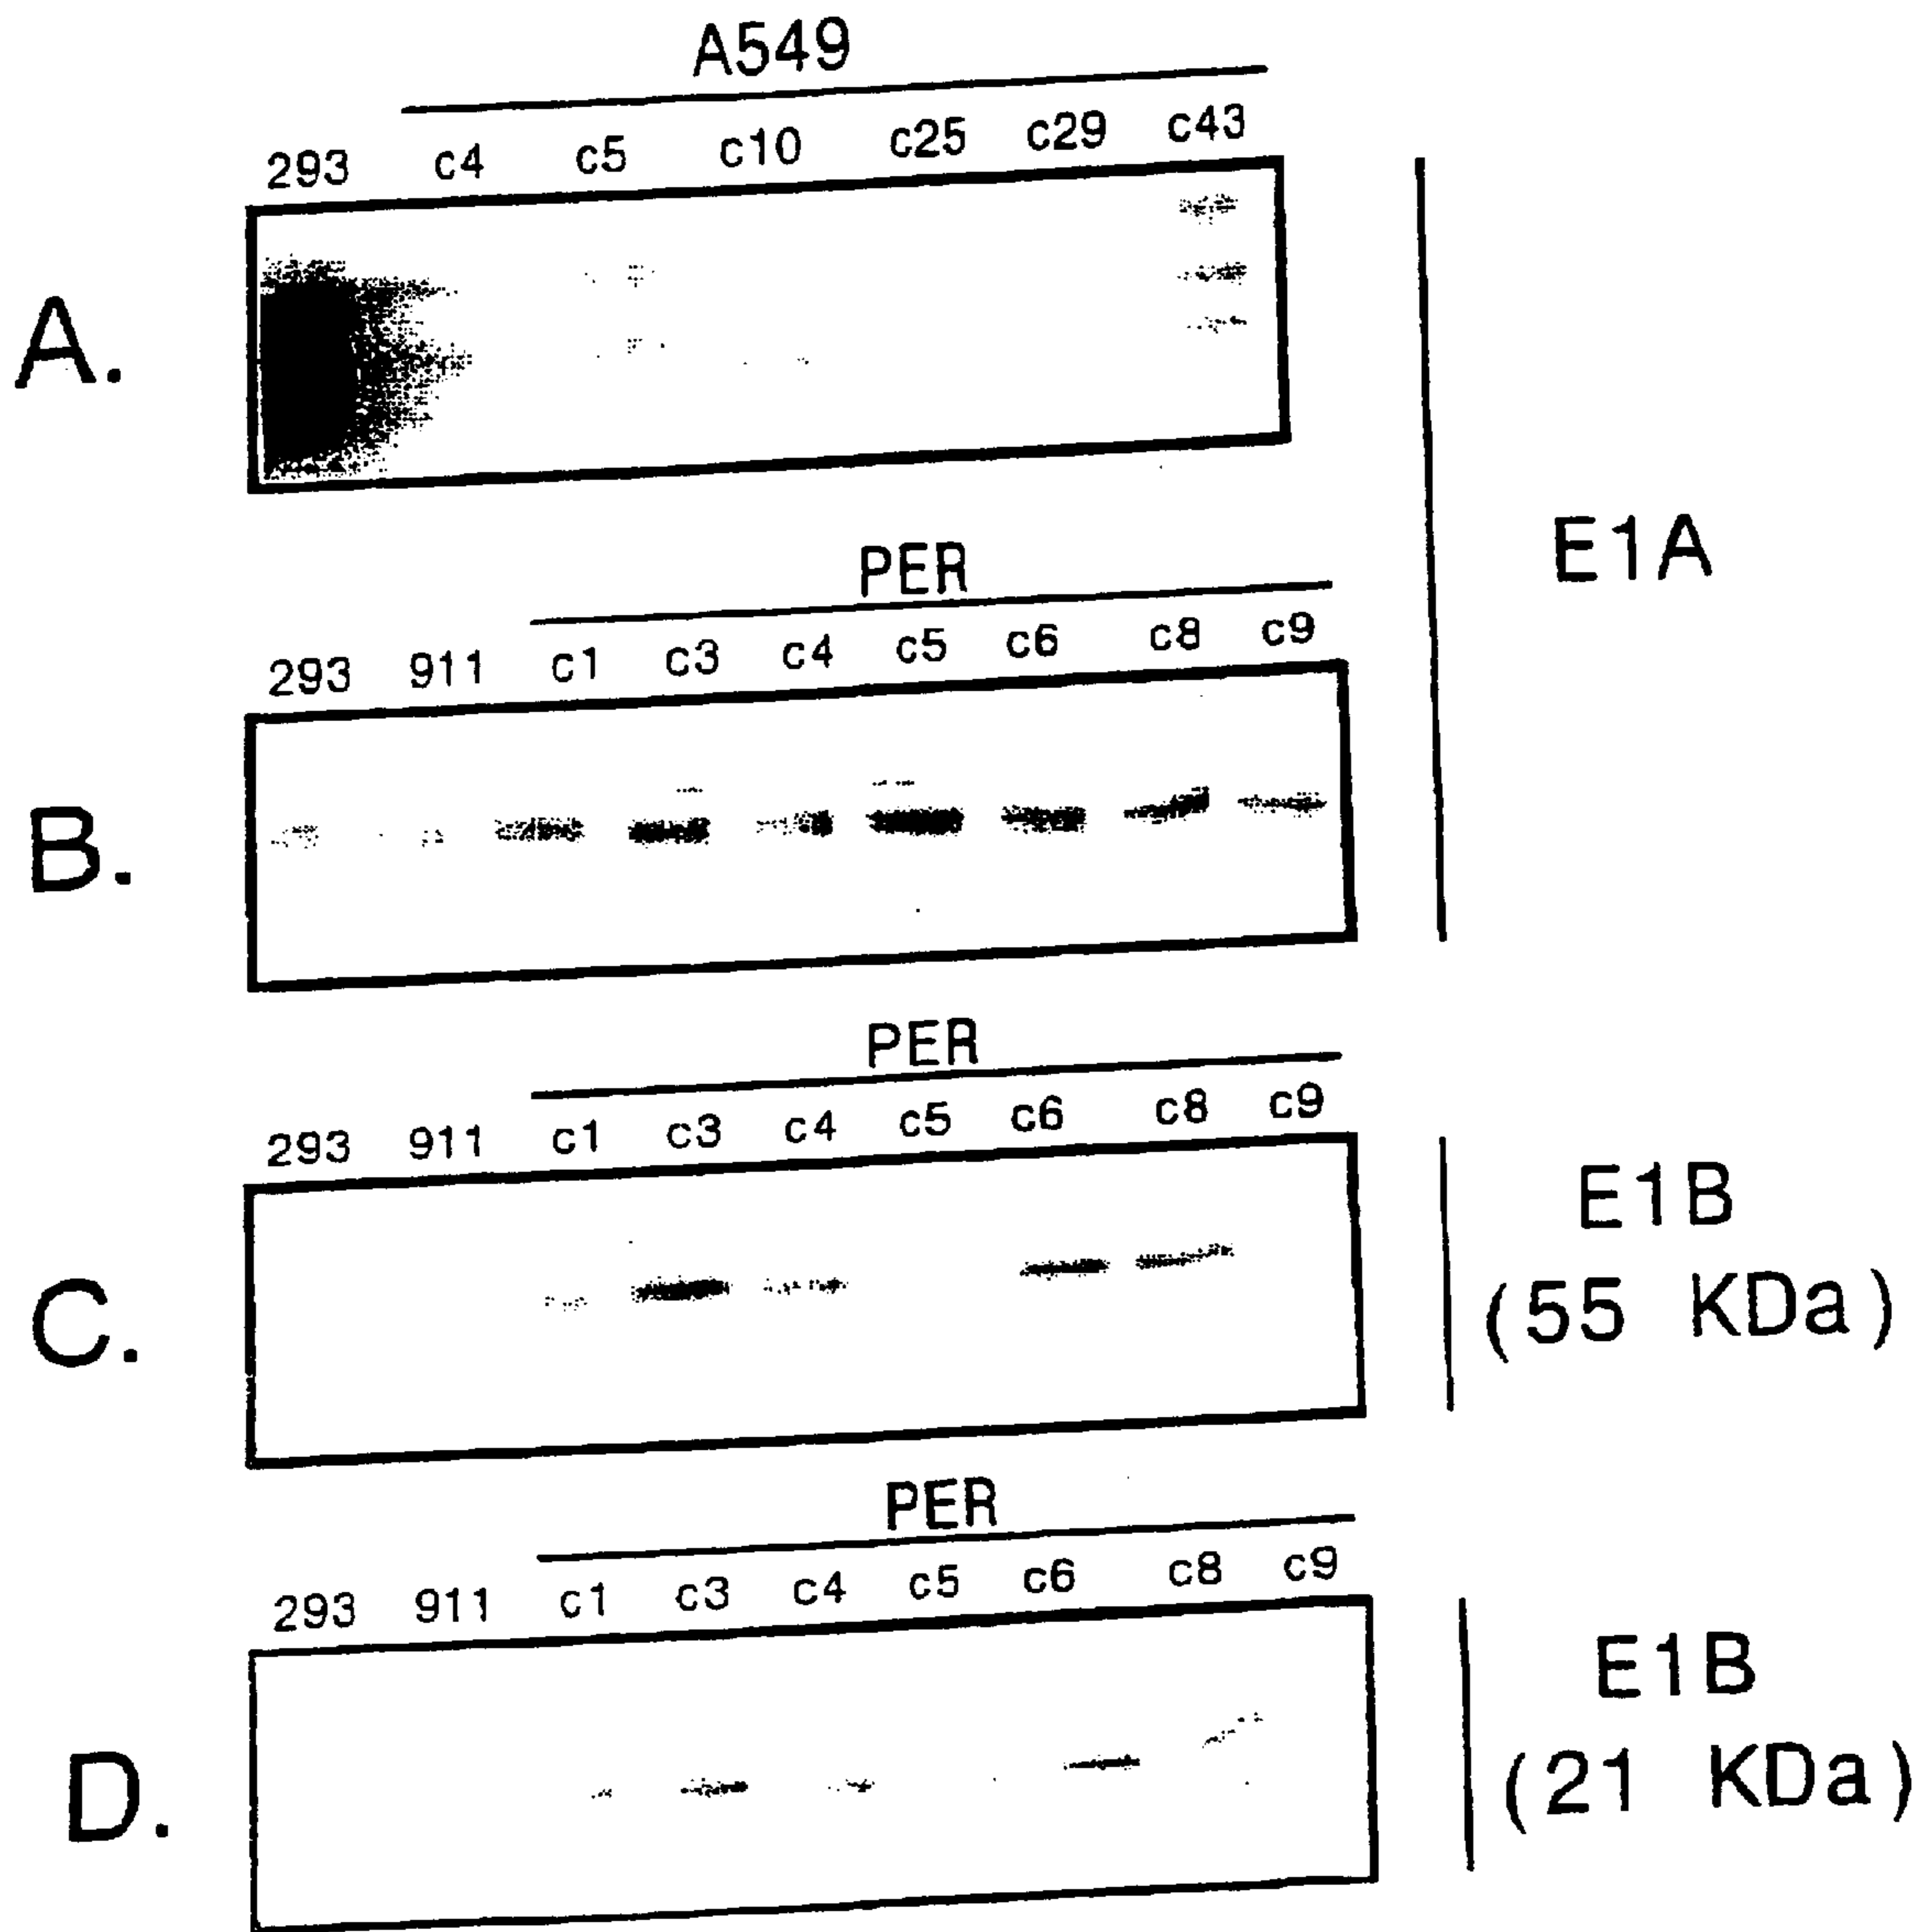 A549
293 c4 c5 c10 c25 c29 c43
A.
E1A
PER
293 911 c1 c3 c4 c5 c6 c8 c9
B.
PER
293 911 c1 c3 c4 c5 c6 c8 c9
C.
E1B
(55 KDa)
PER
293 911 c1 c3 c4 c5 c6 c8 c9
D.
E1B
(21 KDa)